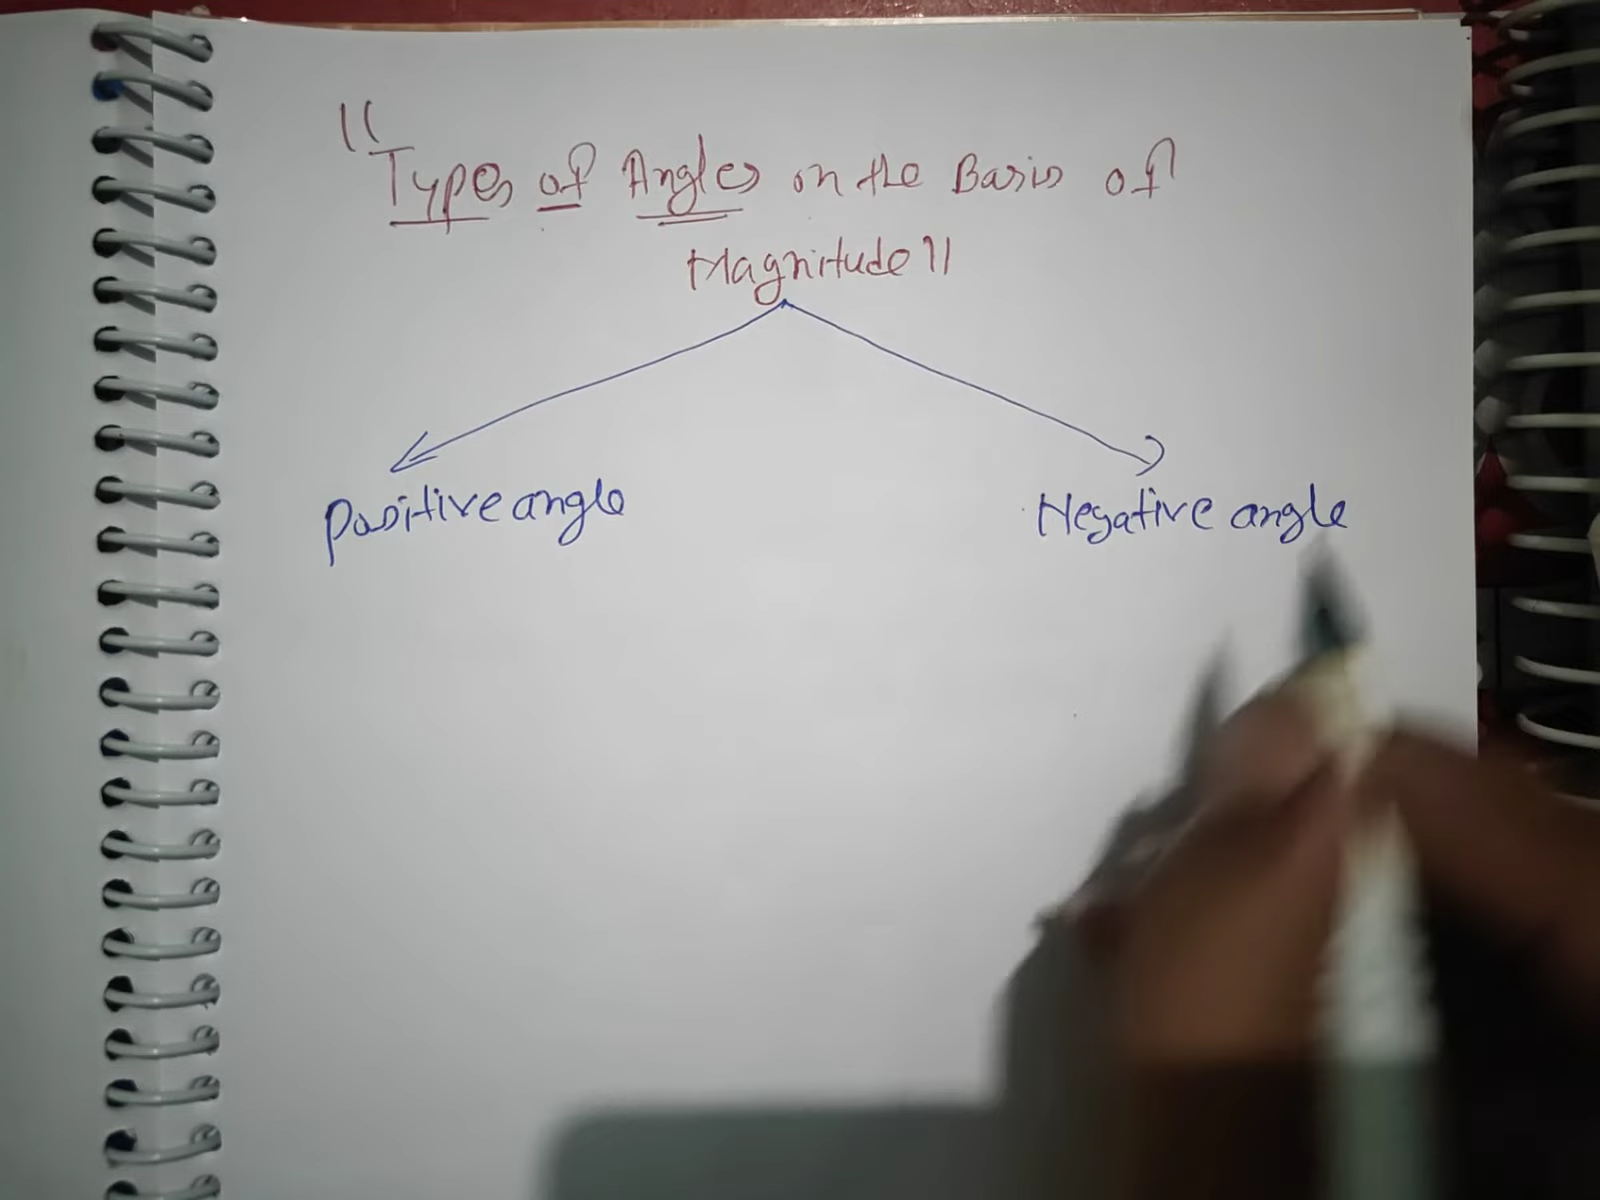 "Types of Angles on the Basis of
Magnitude"
Positive angle
Negative angle